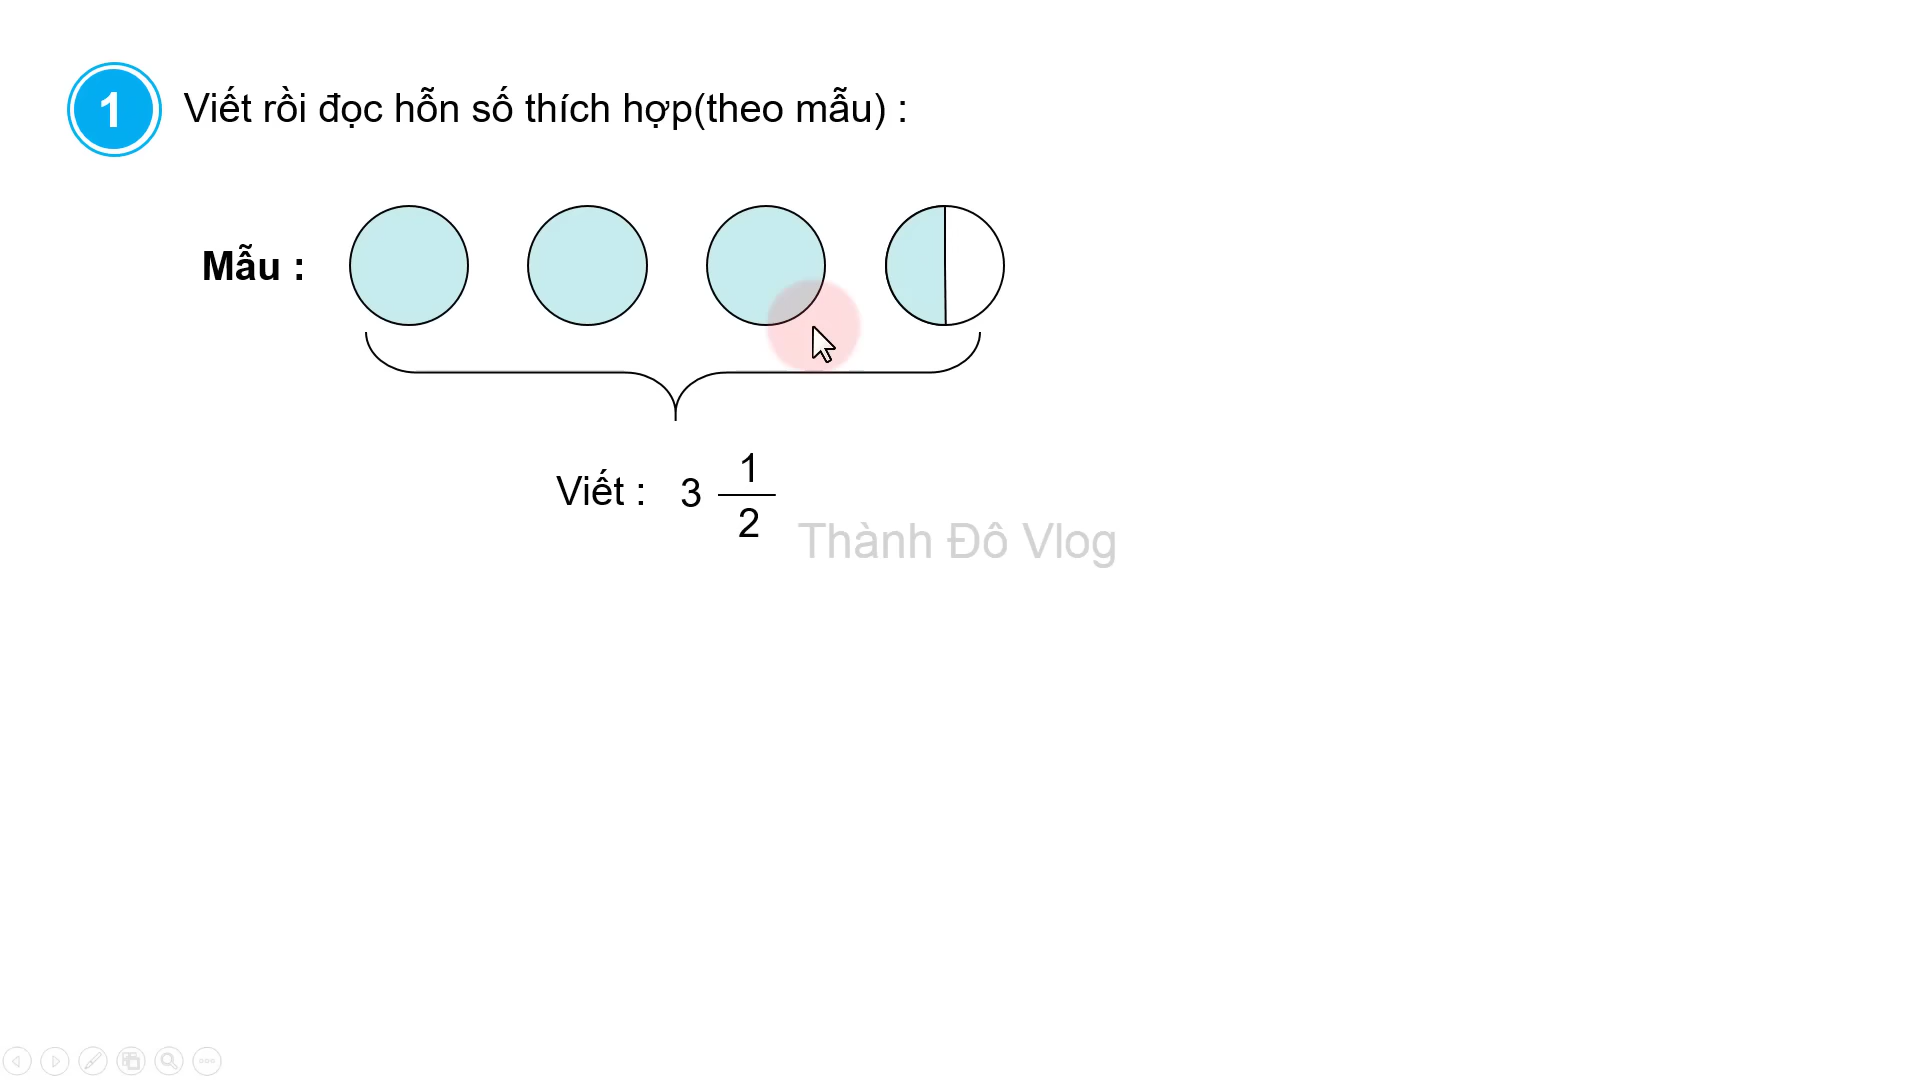 1 Viết rồi đọc hỗn số thích hợp(theo mẫu) :
Mẫu :
Viết : 3 1/2
Thành Đô Vlog